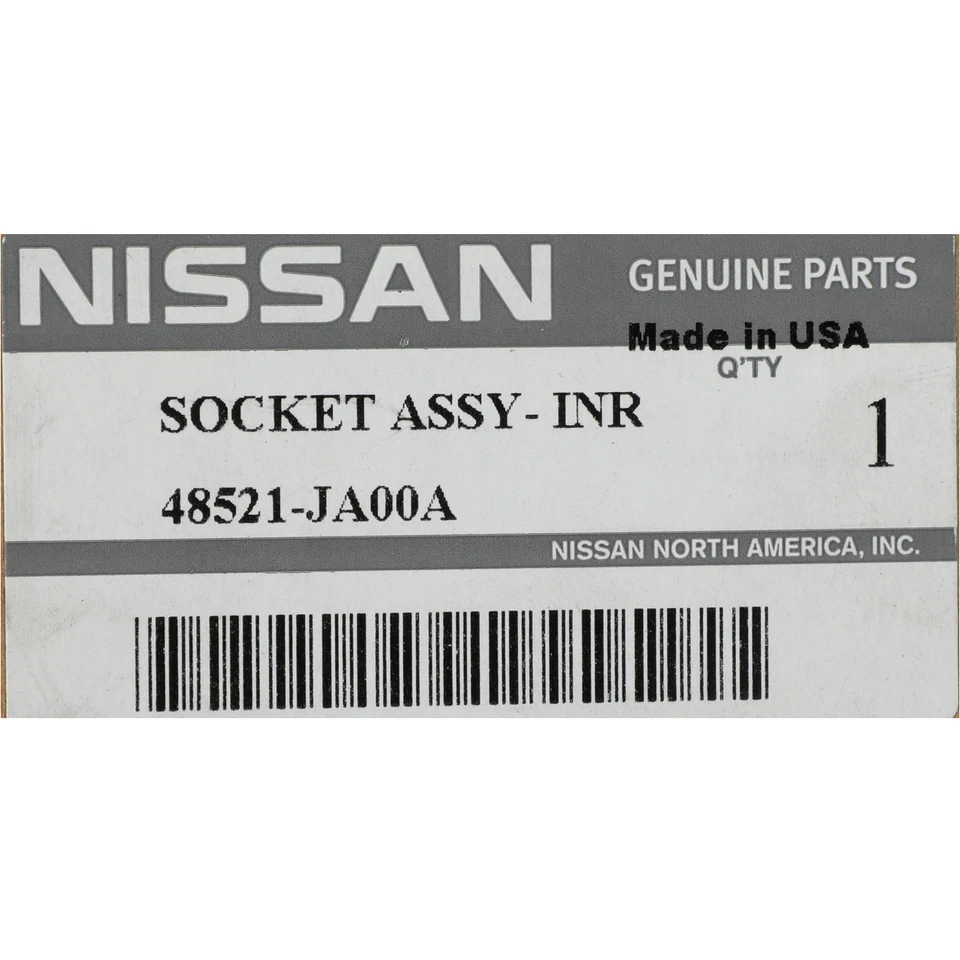 NISSAN GENUINE PARTS
Made in USA
Q'TY
SOCKET ASSY- INR 1
48521-JA00A
NISSAN NORTH AMERICA, INC.